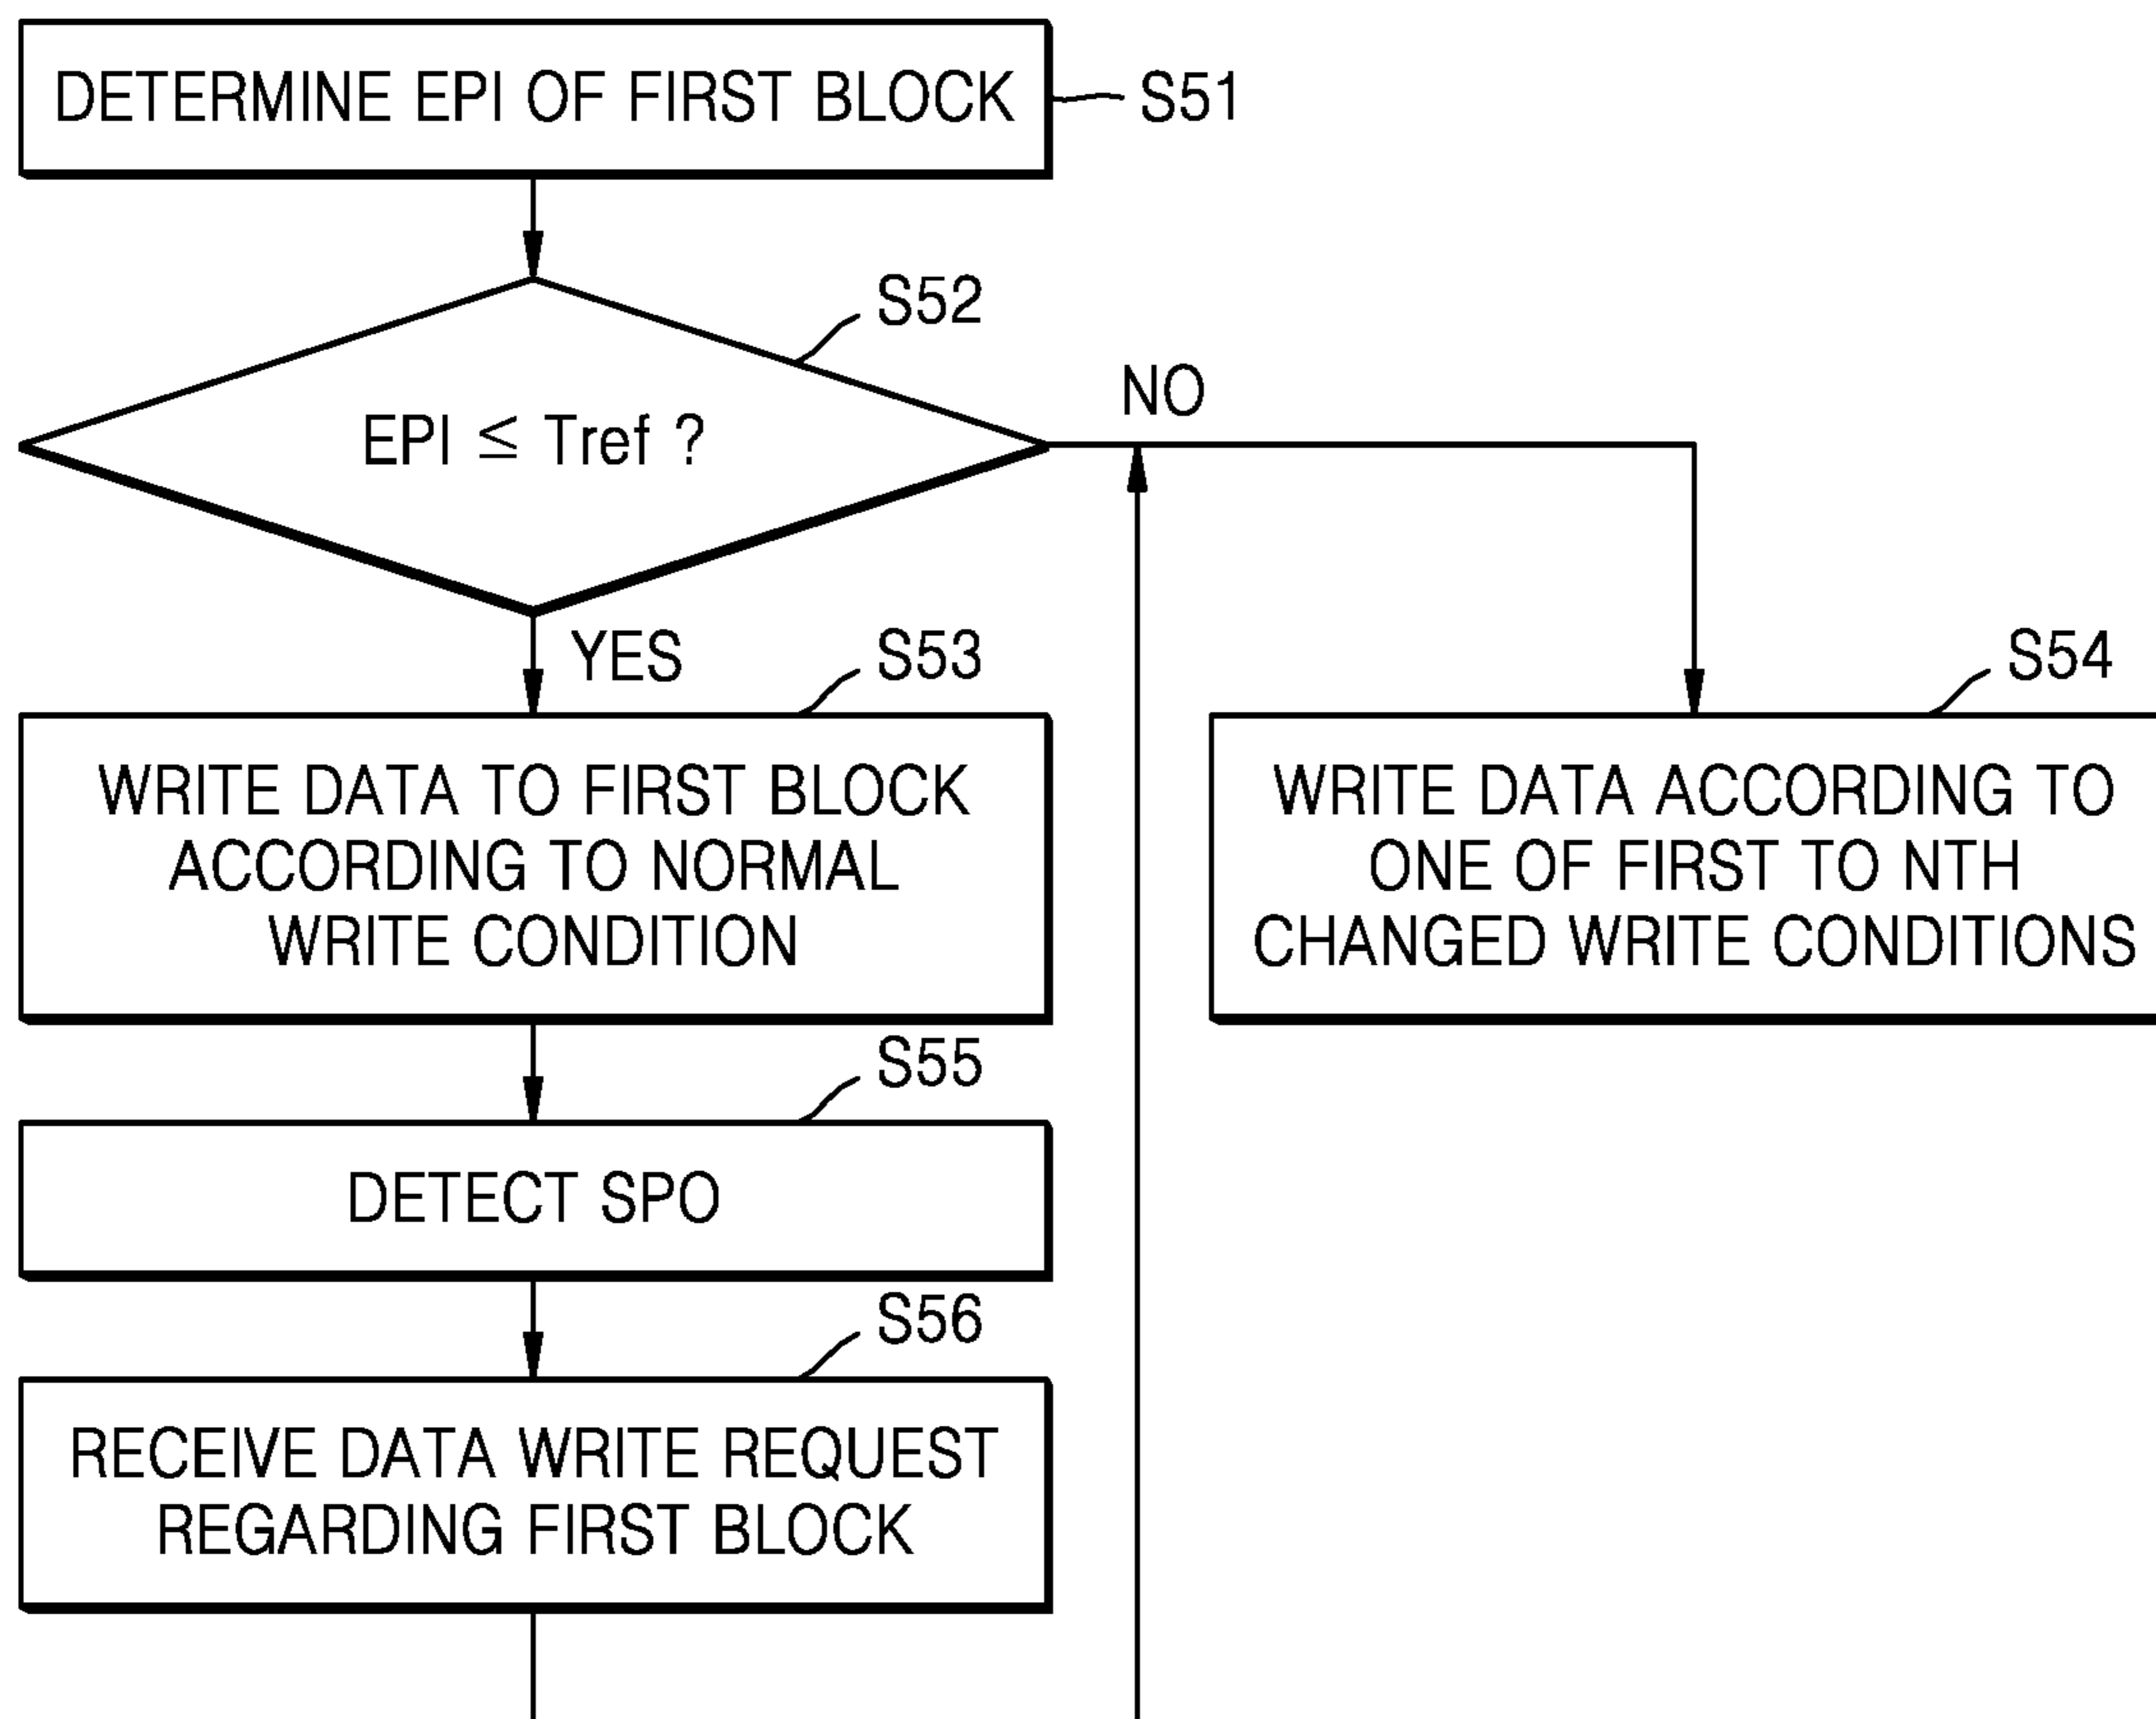 DETERMINE EPI OF FIRST BLOCK
S51
S52
EPI ≤ Tref ?
NO
YES
S53
WRITE DATA TO FIRST BLOCK
ACCORDING TO NORMAL
WRITE CONDITION
S54
WRITE DATA ACCORDING TO
ONE OF FIRST TO NTH
CHANGED WRITE CONDITIONS
S55
DETECT SPO
S56
RECEIVE DATA WRITE REQUEST
REGARDING FIRST BLOCK